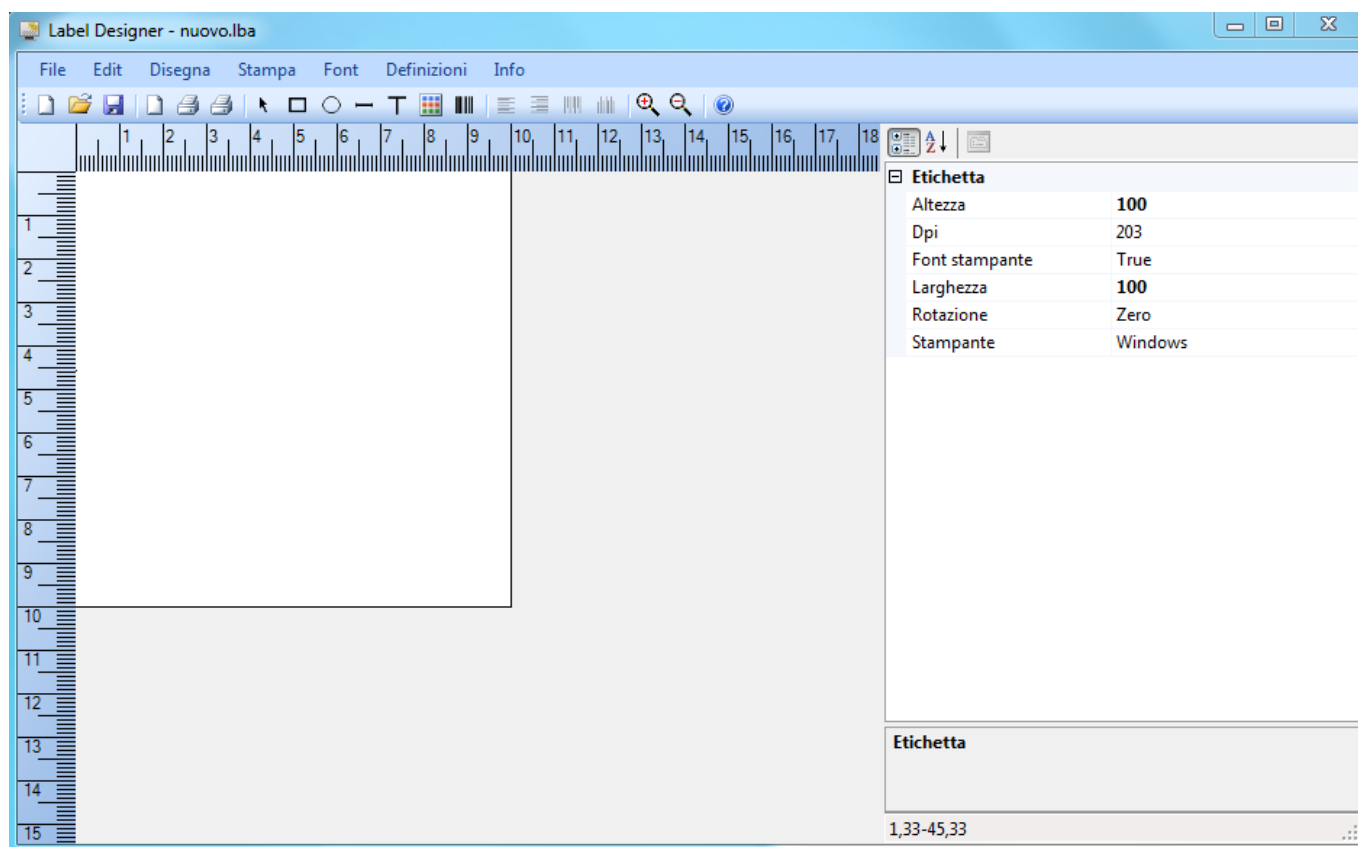 Label Designer - nuovo.lba
File Edit Disegna Stampa Font Definizioni Info
1 2 3 4 5 6 7 8 9 10 11 12 13 14 15 16 17 18
Etichetta
Altezza 100
Dpi 203
Font stampante True
Larghezza 100
Rotazione Zero
Stampante Windows
1
2
3
4
5
6
7
8
9
10
11
12
13
14
15
Etichetta
1,33-45,33